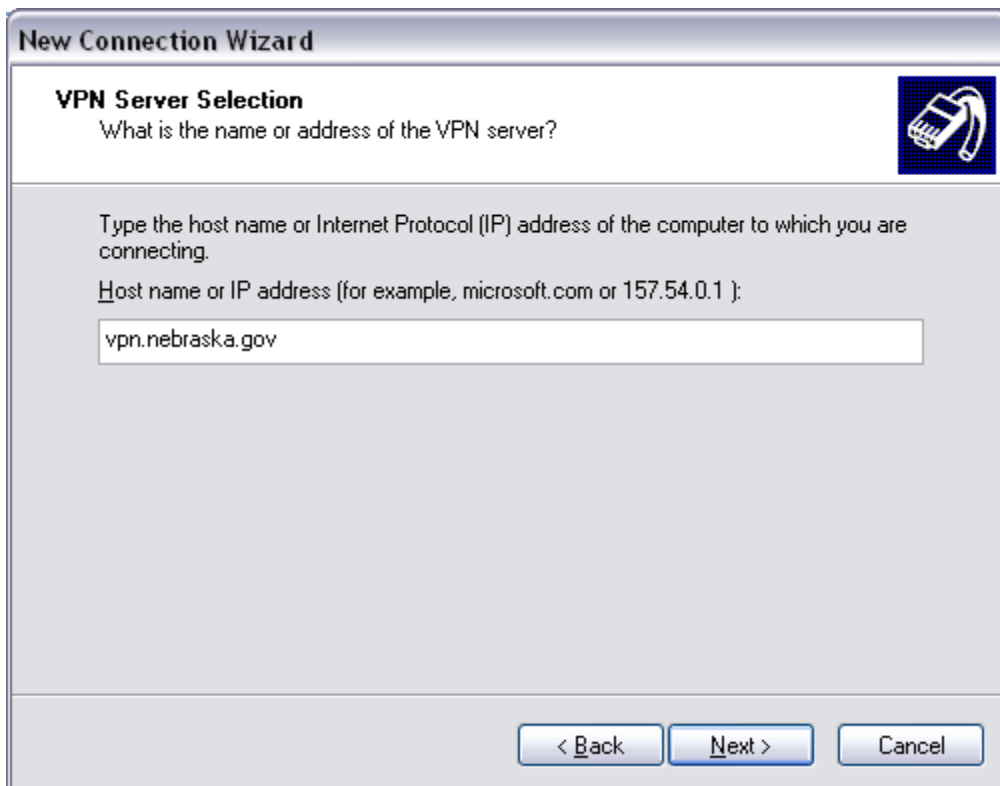 New Connection Wizard
VPN Server Selection
What is the name or address of the VPN server?
Type the host name or Internet Protocol (IP) address of the computer to which you are
connecting.
Host name or IP address (for example, microsoft.com or 157.54.0.1 ):
vpn.nebraska.gov
< Back
Next >
Cancel